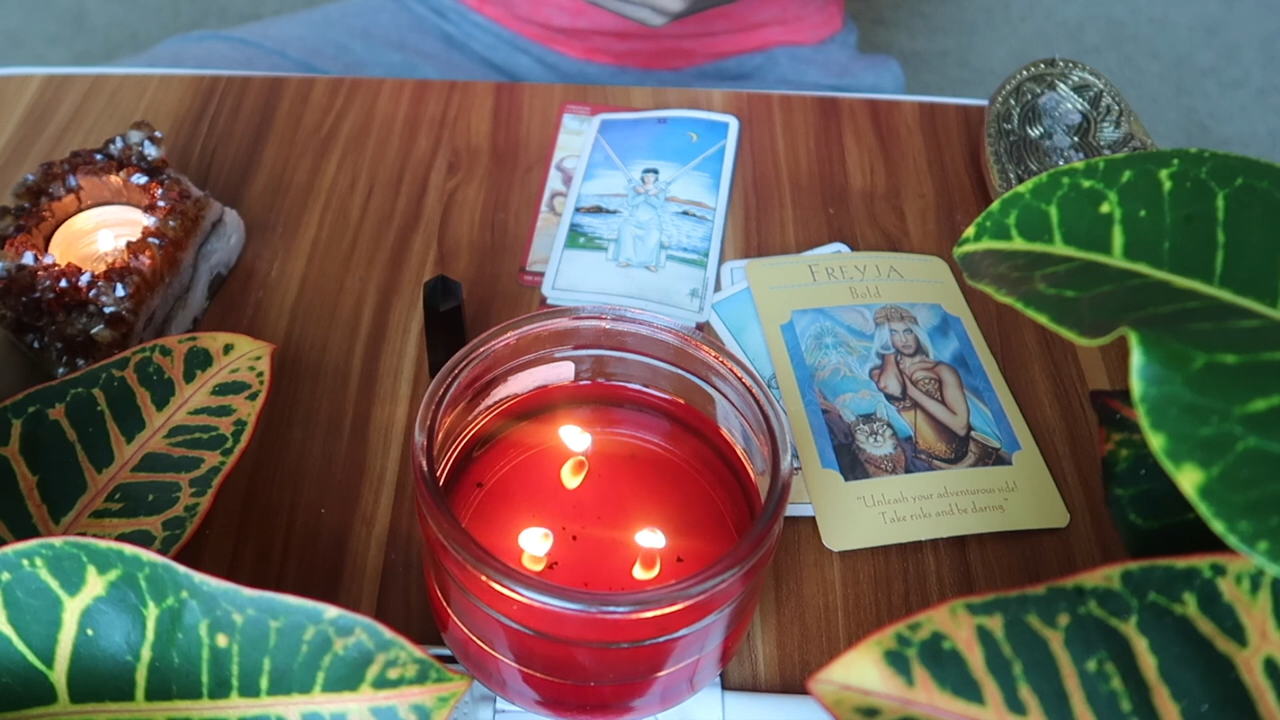 FREYJA
Bold
"Unleash your adventurous side!
Take risks and be daring."